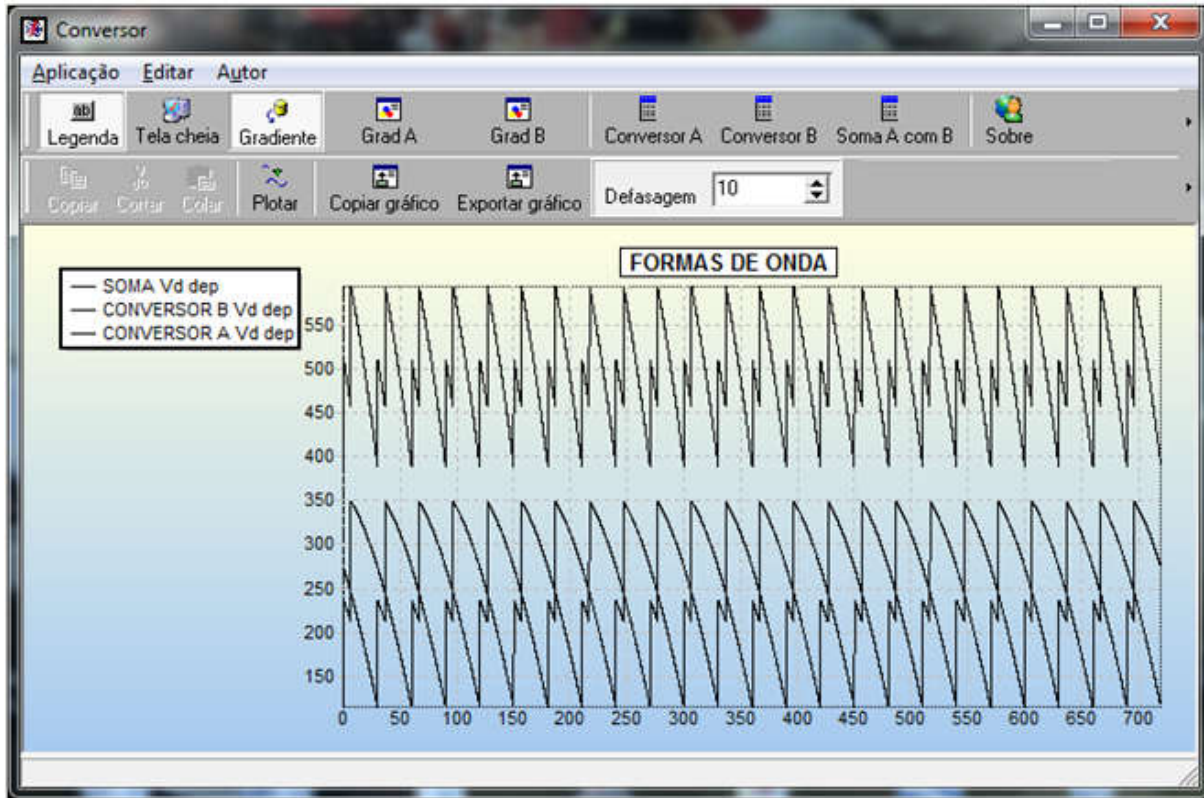 Conversor
Aplicação Editar Autor
Legenda Tela cheia Gradiente Grad A Grad B Conversor A Conversor B Soma A com B Sobre
Copiar Cortar Colar Plotar Copiar gráfico Exportar gráfico Defasagem 10
FORMAS DE ONDA
SOMA Vd dep
CONVERSOR B Vd dep
CONVERSOR A Vd dep
550
500
450
400
350
300
250
200
150
0 50 100 150 200 250 300 350 400 450 500 550 600 650 700